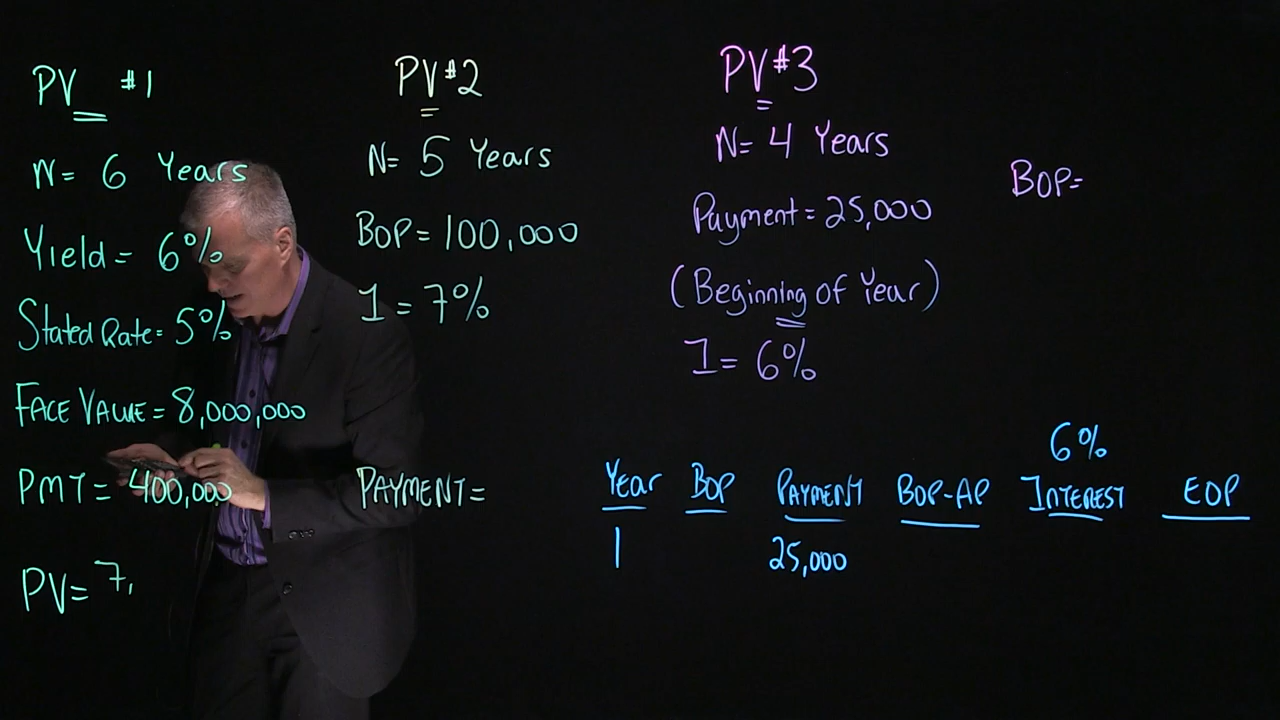 PV #1
N= 6 Years
Yield= 6%
Stated Rate= 5%
FACE VALUE= 8,000,000
PMT= 400,000
PV= 7,
PV#2
N= 5 Years
BOP= 100,000
I= 7%
PAYMENT=
PV#3
N= 4 Years
Payment= 25,000
(Beginning of Year)
I= 6%
BOP=
6%
Year BOP PAYMENT BOP-AP INTEREST EOP
1 25,000